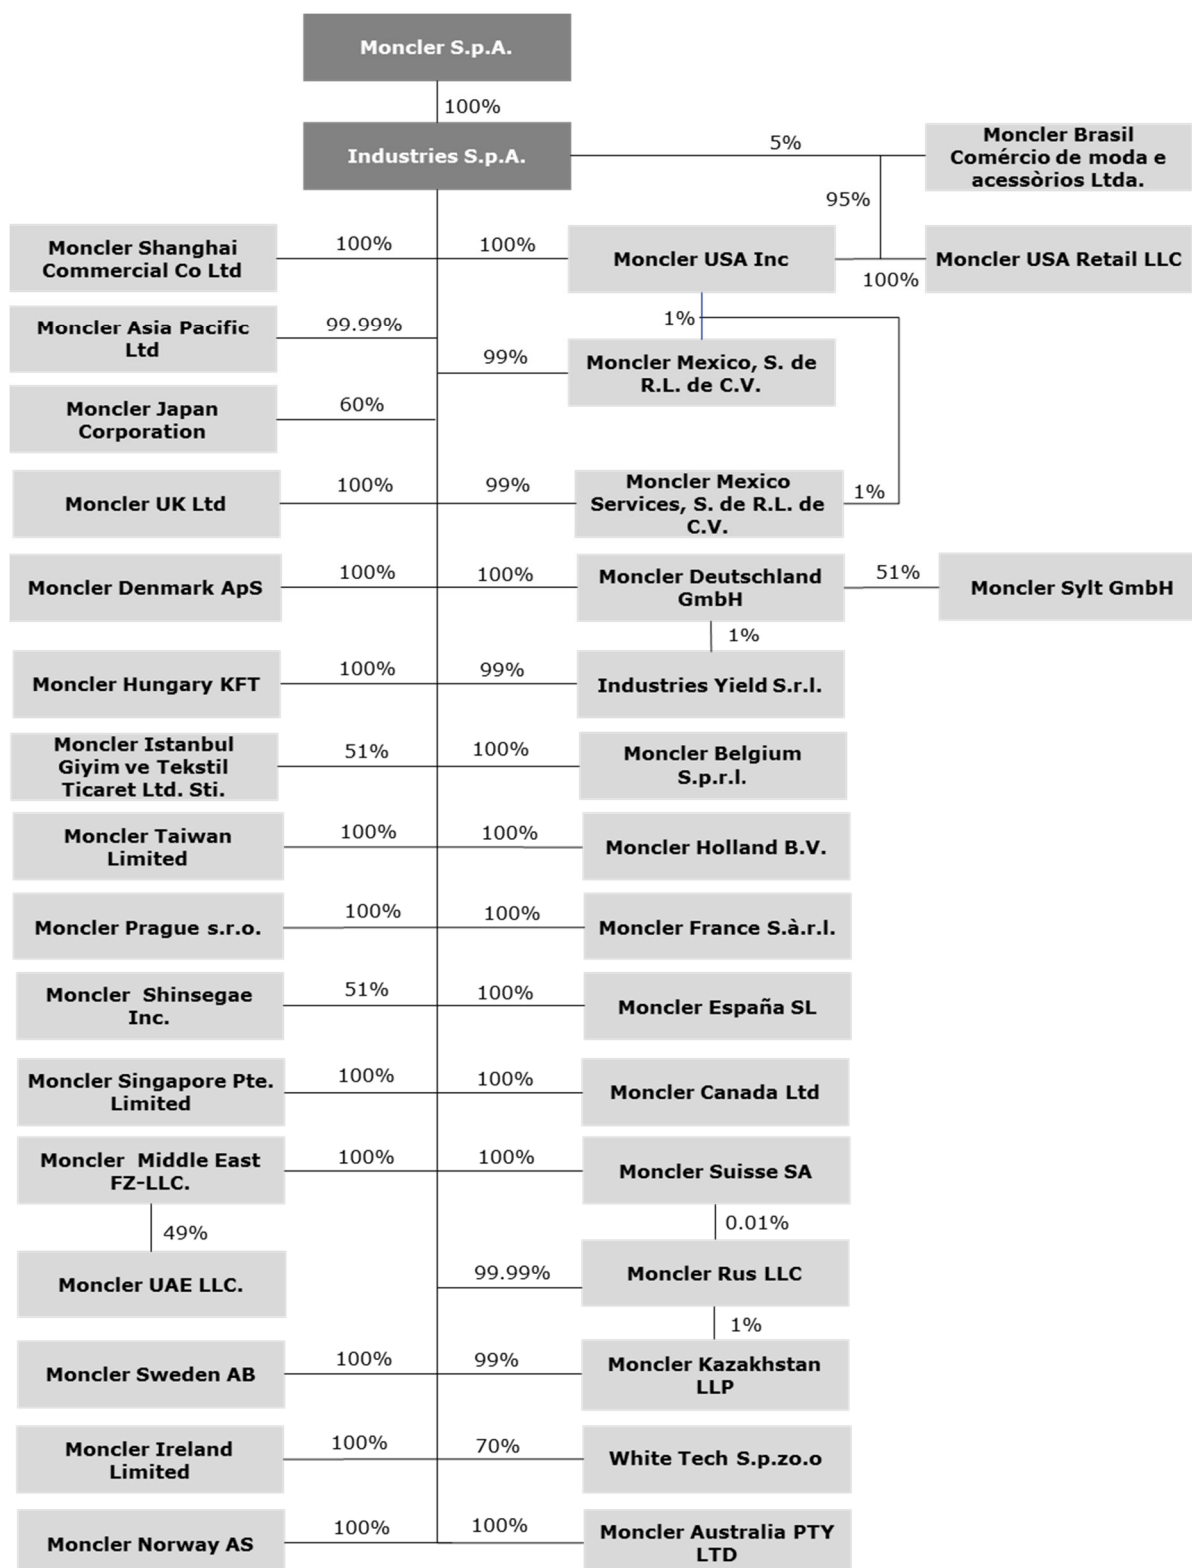 Moncler S.p.A.
100%
Industries S.p.A.
5%
Moncler Brasil
Comércio de moda e
acessòrios Ltda.
95%
Moncler Shanghai
Commercial Co Ltd
100%
100%
Moncler USA Inc
100%
Moncler USA Retail LLC
Moncler Asia Pacific
Ltd
99.99%
1%
99%
Moncler Mexico, S. de
R.L. de C.V.
Moncler Japan
Corporation
60%
Moncler UK Ltd
100%
99%
Moncler Mexico
Services, S. de R.L. de
C.V.
1%
Moncler Denmark ApS
100%
100%
Moncler Deutschland
GmbH
51%
Moncler Sylt GmbH
1%
Moncler Hungary KFT
100%
99%
Industries Yield S.r.l.
Moncler Istanbul
Giyim ve Tekstil
Ticaret Ltd. Sti.
51%
100%
Moncler Belgium
S.p.r.l.
Moncler Taiwan
Limited
100%
100%
Moncler Holland B.V.
Moncler Prague s.r.o.
100%
100%
Moncler France S.à.r.l.
Moncler Shinsegae
Inc.
51%
100%
Moncler España SL
Moncler Singapore Pte.
Limited
100%
100%
Moncler Canada Ltd
Moncler Middle East
FZ-LLC.
100%
100%
Moncler Suisse SA
49%
0.01%
Moncler UAE LLC.
99.99%
Moncler Rus LLC
1%
Moncler Sweden AB
100%
99%
Moncler Kazakhstan
LLP
Moncler Ireland
Limited
100%
70%
White Tech S.p.zo.o
Moncler Norway AS
100%
100%
Moncler Australia PTY
LTD